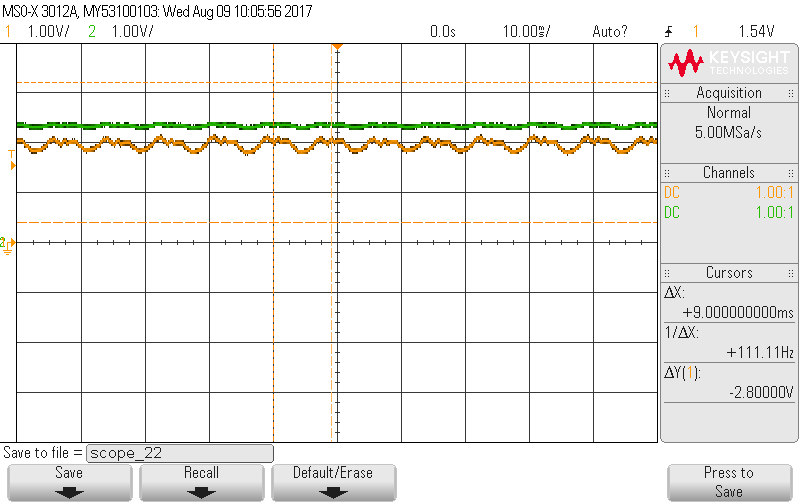 MSO-X 3012A, MY53100103: Wed Aug 09 10:05:56 2017
1 1.00V/ 2 1.00V/ 0.0s 10.00ms/ Auto? 1 1.54V
KEYSIGHT
TECHNOLOGIES
Acquisition
Normal
5.00MSa/s
Channels
DC 1.00:1
DC 1.00:1
Cursors
ΔX:
+9.000000000ms
1/ΔX:
+111.11Hz
ΔY(1):
-2.80000V
T
2
Save to file = scope_22
Save Recall Default/Erase Press to
Save